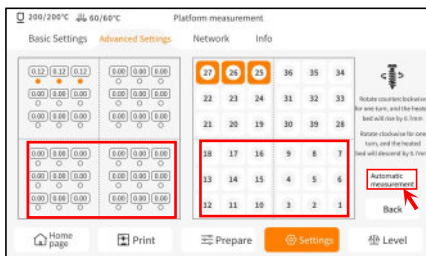 200/200°C 60/60°C Platform measurement
Basic Settings Advanced Settings Network Info
0.12 0.12 0.12 0.00 0.00 0.00 27 26 25 36 35 34
0.00 0.00 0.00 0.00 0.00 0.00 22 23 24 31 32 33
0.00 0.00 0.00 0.00 0.00 0.00 21 20 19 30 39 28
0.00 0.00 0.00 0.00 0.00 0.00 18 17 16 9 8 7
0.00 0.00 0.00 0.00 0.00 0.00 13 14 15 4 5 6
0.00 0.00 0.00 0.00 0.00 0.00 12 11 10 3 2 1
Rotate counterclockwise
for one turn, and the heated
bed will rise by 0.7mm
Rotate clockwise for one
turn, and the heated
bed will descend by 0.7mm
Automatic
measurement
Back
Home
page
Print
Prepare
Settings
Level